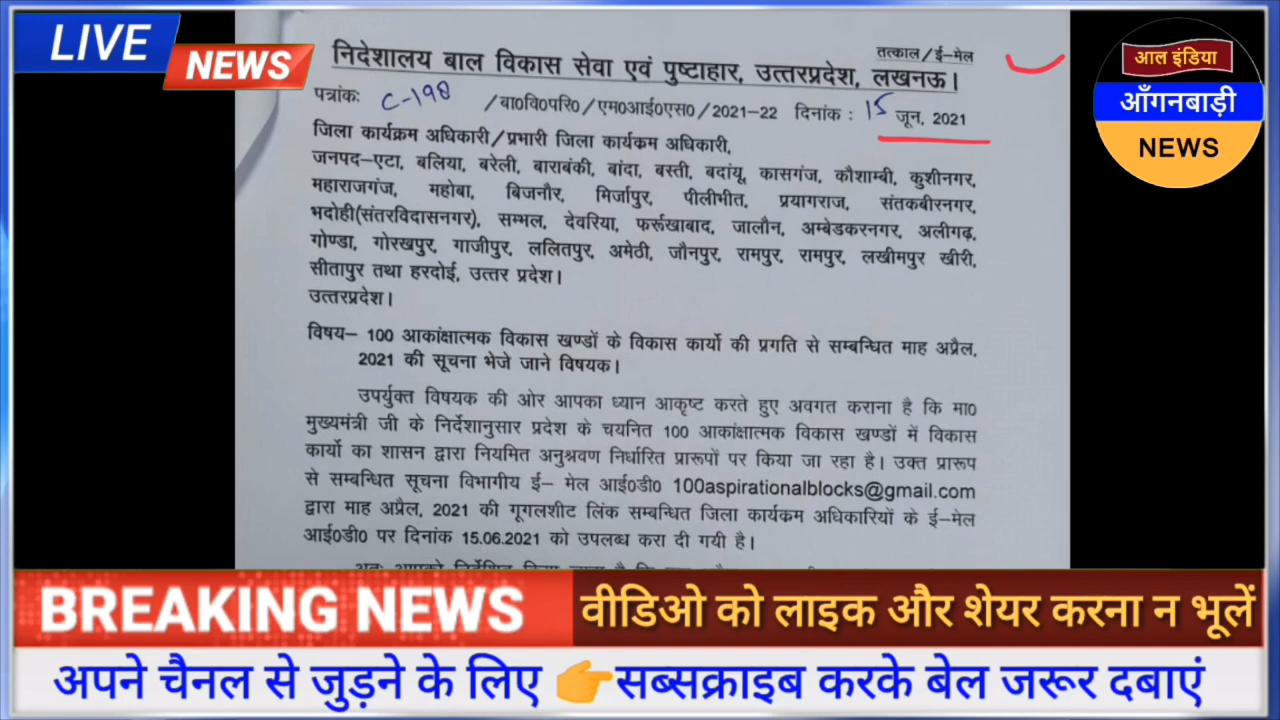 LIVE
NEWS
आल इंडिया
आँगनबाड़ी
NEWS
तत्काल/ई-मेल
निदेशालय बाल विकास सेवा एवं पुष्टाहार, उत्तरप्रदेश, लखनऊ।
पत्रांकः C-198 /बा0वि0परि0/एम0आई0एस0/2021-22 दिनांक : 15 जून, 2021
जिला कार्यक्रम अधिकारी/प्रभारी जिला कार्यक्रम अधिकारी,
जनपद-एटा, बलिया, बरेली, बाराबंकी, बांदा, बस्ती, बदांयू, कासगंज, कौशाम्बी, कुशीनगर,
महाराजगंज, महोबा, बिजनौर, मिर्जापुर, पीलीभीत, प्रयागराज, संतकबीरनगर,
भदोही(संतरविदासनगर), सम्भल, देवरिया, फर्रूखाबाद, जालौन, अम्बेडकरनगर, अलीगढ़,
गोण्डा, गोरखपुर, गाजीपुर, ललितपुर, अमेठी, जौनपुर, रामपुर, रामपुर, लखीमपुर खीरी,
सीतापुर तथा हरदोई, उत्तर प्रदेश।
उत्तरप्रदेश।
विषय- 100 आकांक्षात्मक विकास खण्डों के विकास कार्यो की प्रगति से सम्बन्धित माह अप्रैल,
2021 की सूचना भेजे जाने विषयक।
उपर्युक्त विषयक की ओर आपका ध्यान आकृष्ट करते हुए अवगत कराना है कि मा0
मुख्यमंत्री जी के निर्देशानुसार प्रदेश के चयनित 100 आकांक्षात्मक विकास खण्डों में विकास
कार्यो का शासन द्वारा नियमित अनुश्रवण निर्धारित प्रारूपों पर किया जा रहा है। उक्त प्रारूप
से सम्बन्धित सूचना विभागीय ई- मेल आई0डी0 100aspirationalblocks@gmail.com
द्वारा माह अप्रैल, 2021 की गूगलशीट लिंक सम्बन्धित जिला कार्यक्रम अधिकारियों के ई-मेल
आई0डी0 पर दिनांक 15.06.2021 को उपलब्ध करा दी गयी है।
BREAKING NEWS
वीडिओ को लाइक और शेयर करना न भूलें
अपने चैनल से जुड़ने के लिए 👉सब्सक्राइब करके बेल जरूर दबाएं